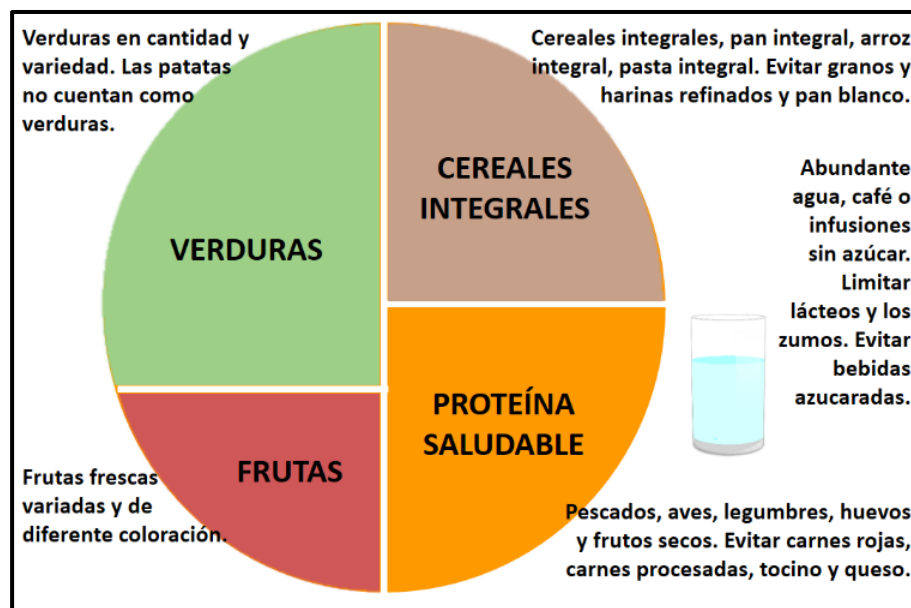 Verduras en cantidad y
variedad. Las patatas
no cuentan como
verduras.
Cereales integrales, pan integral, arroz
integral, pasta integral. Evitar granos y
harinas refinados y pan blanco.
CEREALES
INTEGRALES
VERDURAS
Abundante
agua, café o
infusiones
sin azúcar.
Limitar
lácteos y los
zumos. Evitar
bebidas
azucaradas.
PROTEÍNA
SALUDABLE
FRUTAS
Frutas frescas
variadas y de
diferente coloración.
Pescados, aves, legumbres, huevos
y frutos secos. Evitar carnes rojas,
carnes procesadas, tocino y queso.